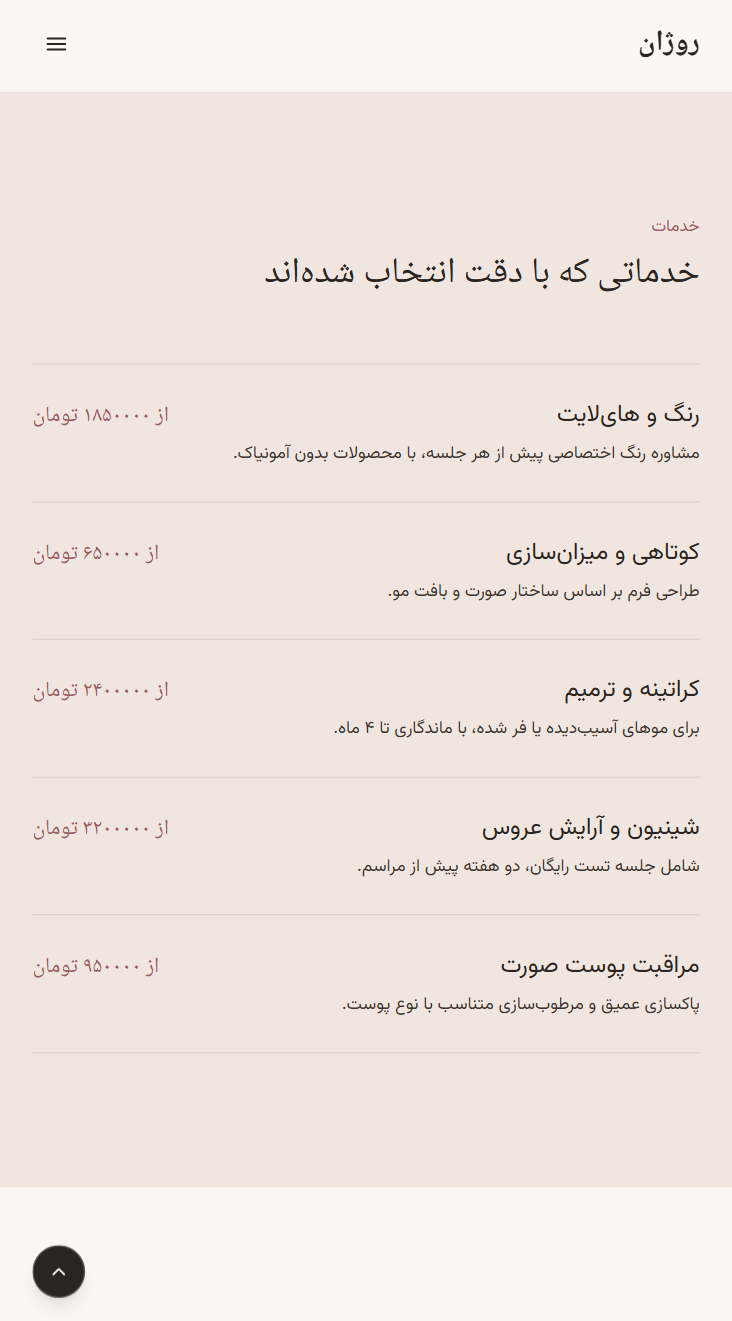 روژان
خدمات
خدماتی که با دقت انتخاب شده‌اند
رنگ و های‌لایت
از ۱۸۵۰۰۰۰ تومان
مشاوره رنگ اختصاصی پیش از هر جلسه، با محصولات بدون آمونیاک.
کوتاهی و میزان‌سازی
از ۶۵۰۰۰۰ تومان
طراحی فرم بر اساس ساختار صورت و بافت مو.
کراتینه و ترمیم
از ۲۴۰۰۰۰۰ تومان
برای موهای آسیب‌دیده یا فر شده، با ماندگاری تا ۴ ماه.
شینیون و آرایش عروس
از ۳۲۰۰۰۰۰ تومان
شامل جلسه تست رایگان، دو هفته پیش از مراسم.
مراقبت پوست صورت
از ۹۵۰۰۰۰ تومان
پاکسازی عمیق و مرطوب‌سازی متناسب با نوع پوست.